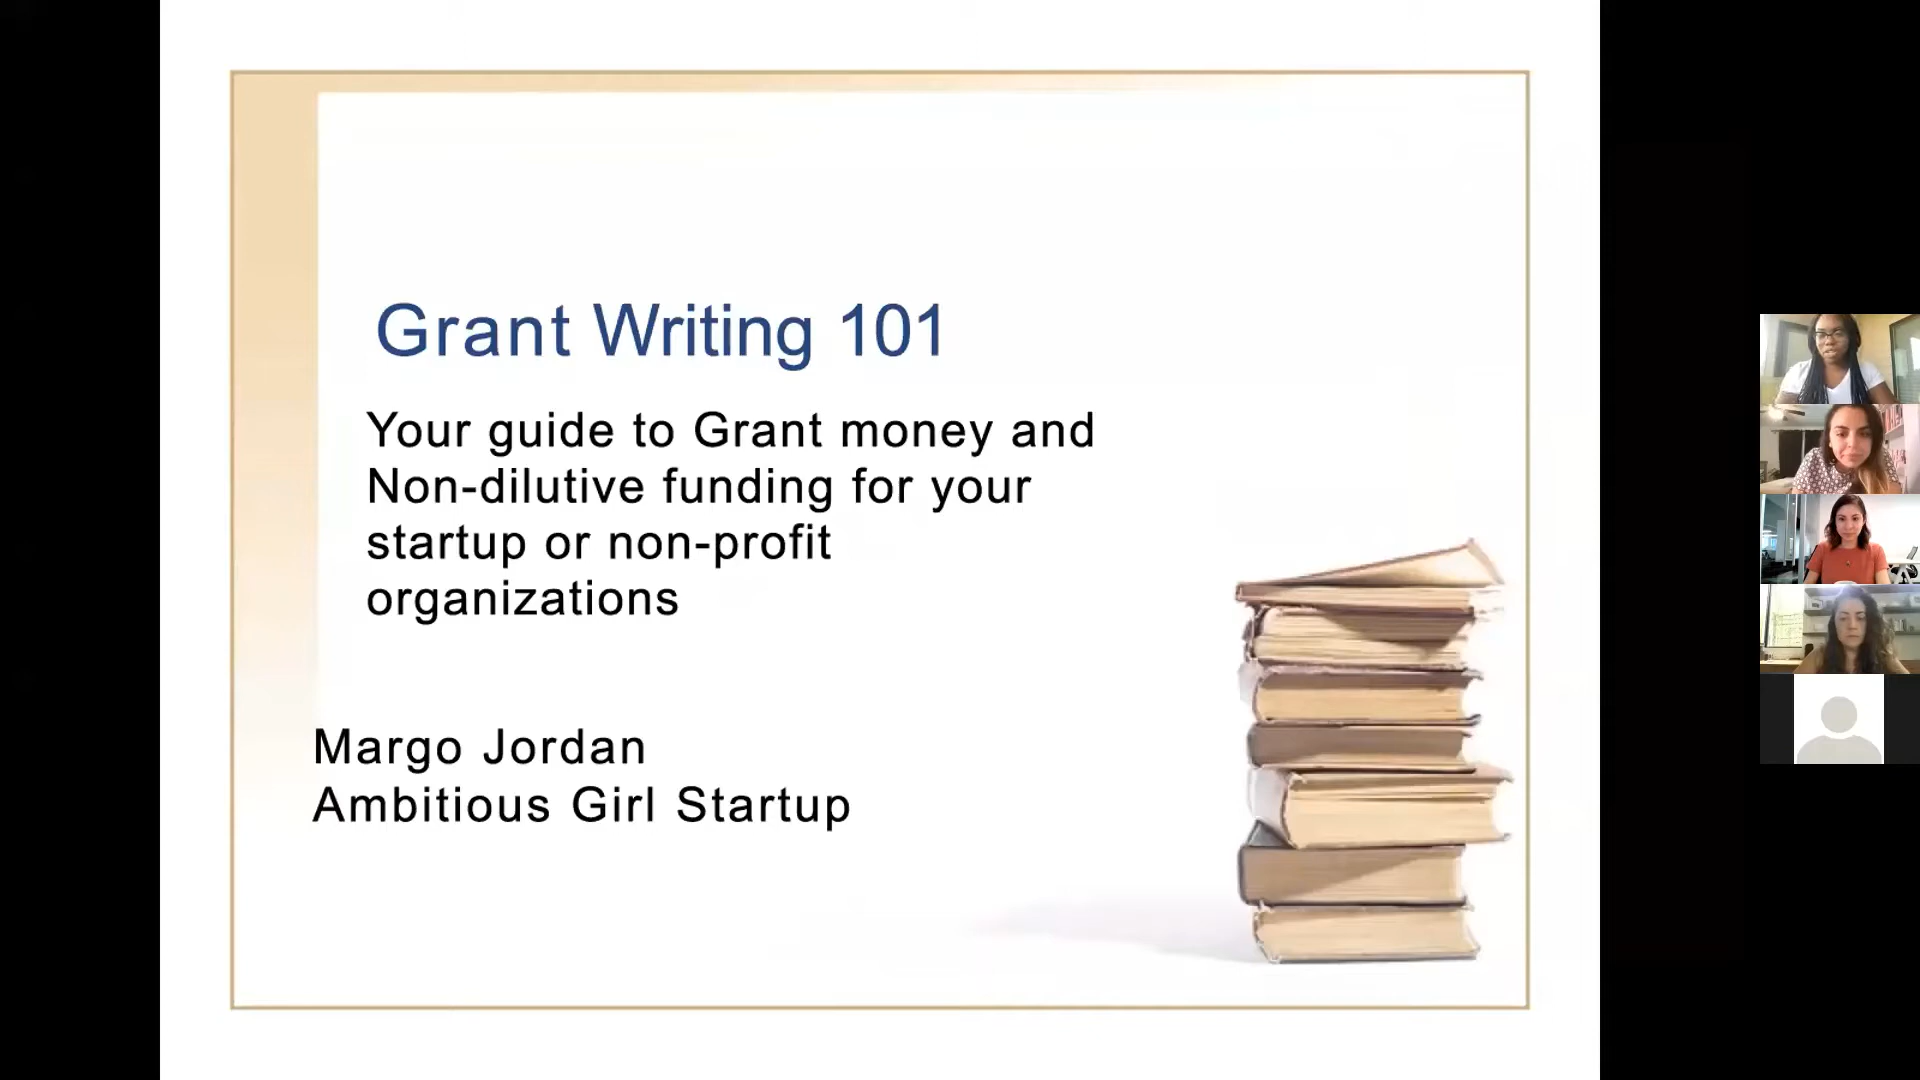 Grant Writing 101
Your guide to Grant money and
Non-dilutive funding for your
startup or non-profit
organizations
Margo Jordan
Ambitious Girl Startup